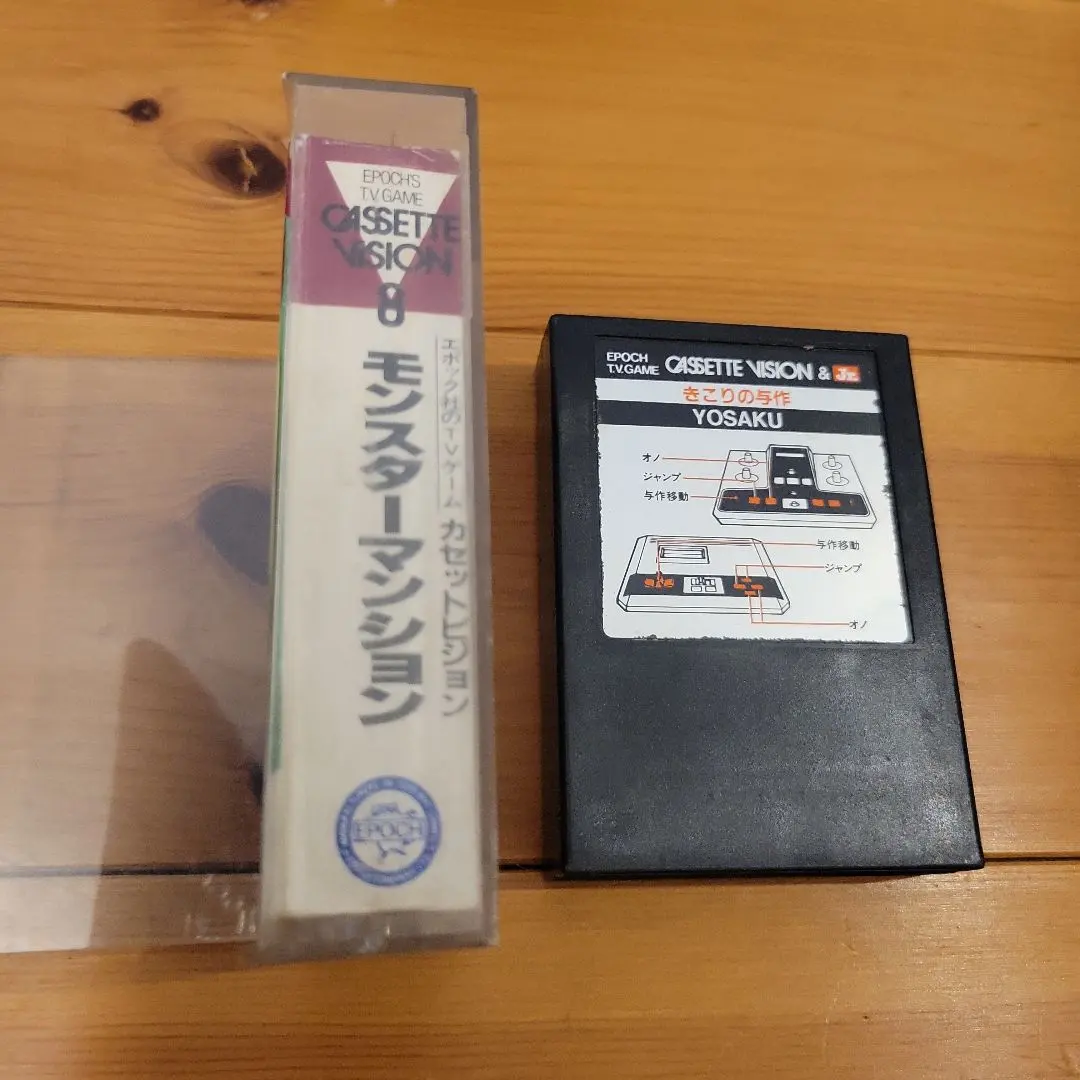 EPOCH'S
T.V. GAME
CASSETTE
VISION
8
モンスターマンション
エポック社のTVゲーム カセットビジョン
EPOCH
EPOCH
T.V.GAME
CASSETTE VISION & Jr.
きこりの与作
YOSAKU
オノ
ジャンプ
与作移動
与作移動
ジャンプ
オノ